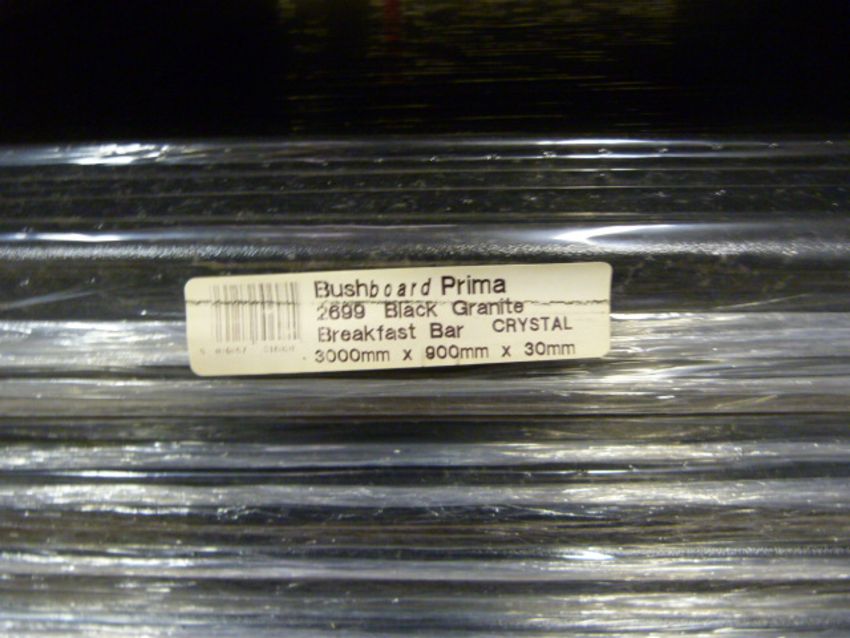 Bushboard Prima
2699 Black Granite
Breakfast Bar CRYSTAL
3000mm x 900mm x 30mm